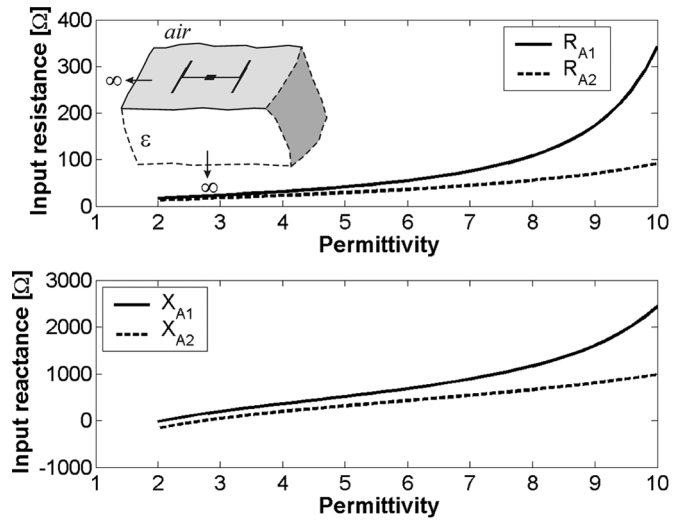 Input resistance [Ω]
400
300
200
100
0
air
∞
ε
∞
R_A1
R_A2
1 2 3 4 5 6 7 8 9 10
Permittivity
Input reactance [Ω]
3000
2000
1000
0
-1000
X_A1
X_A2
1 2 3 4 5 6 7 8 9 10
Permittivity